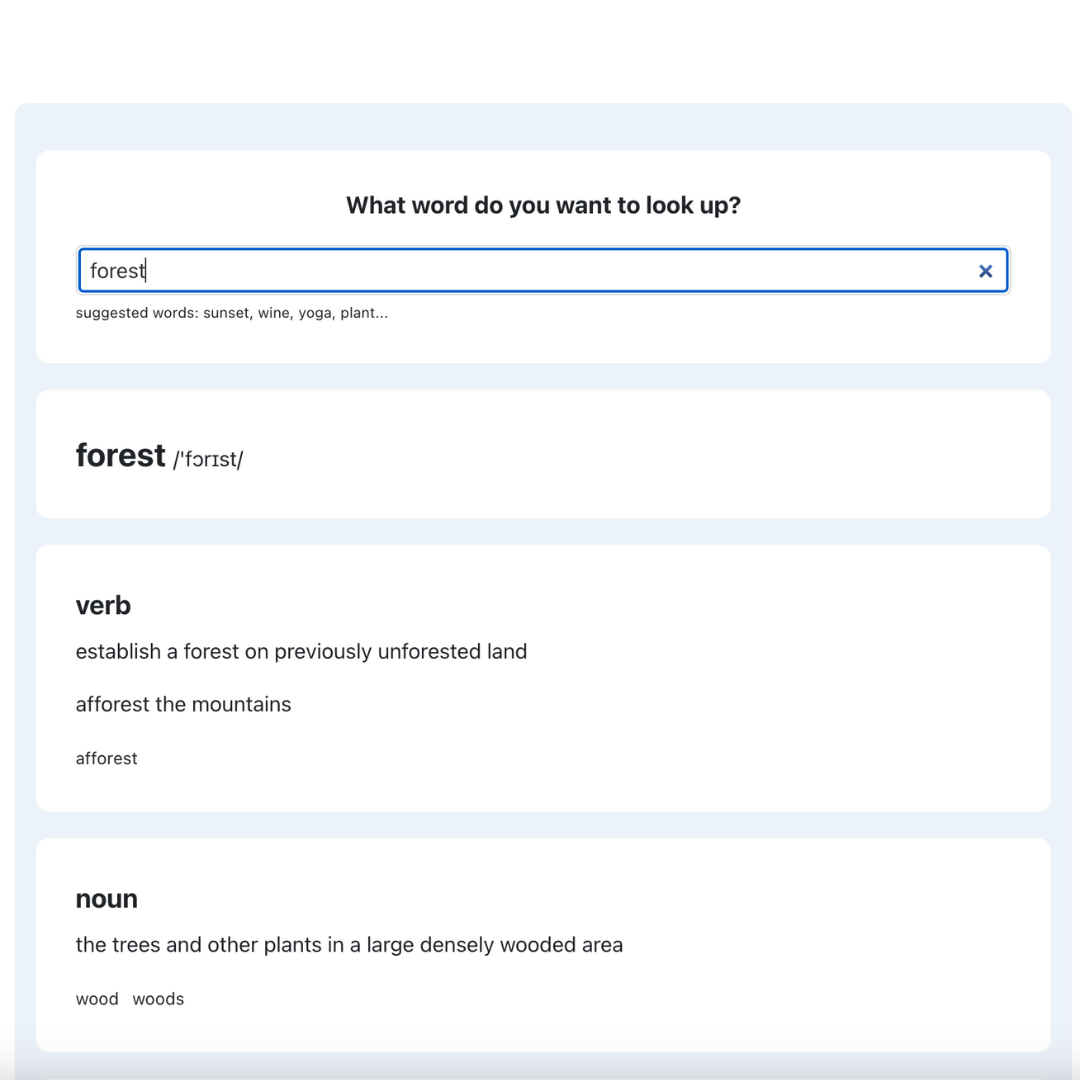 What word do you want to look up?
forest
suggested words: sunset, wine, yoga, plant...
forest /'fɔrɪst/
verb
establish a forest on previously unforested land
afforest the mountains
afforest
noun
the trees and other plants in a large densely wooded area
wood woods